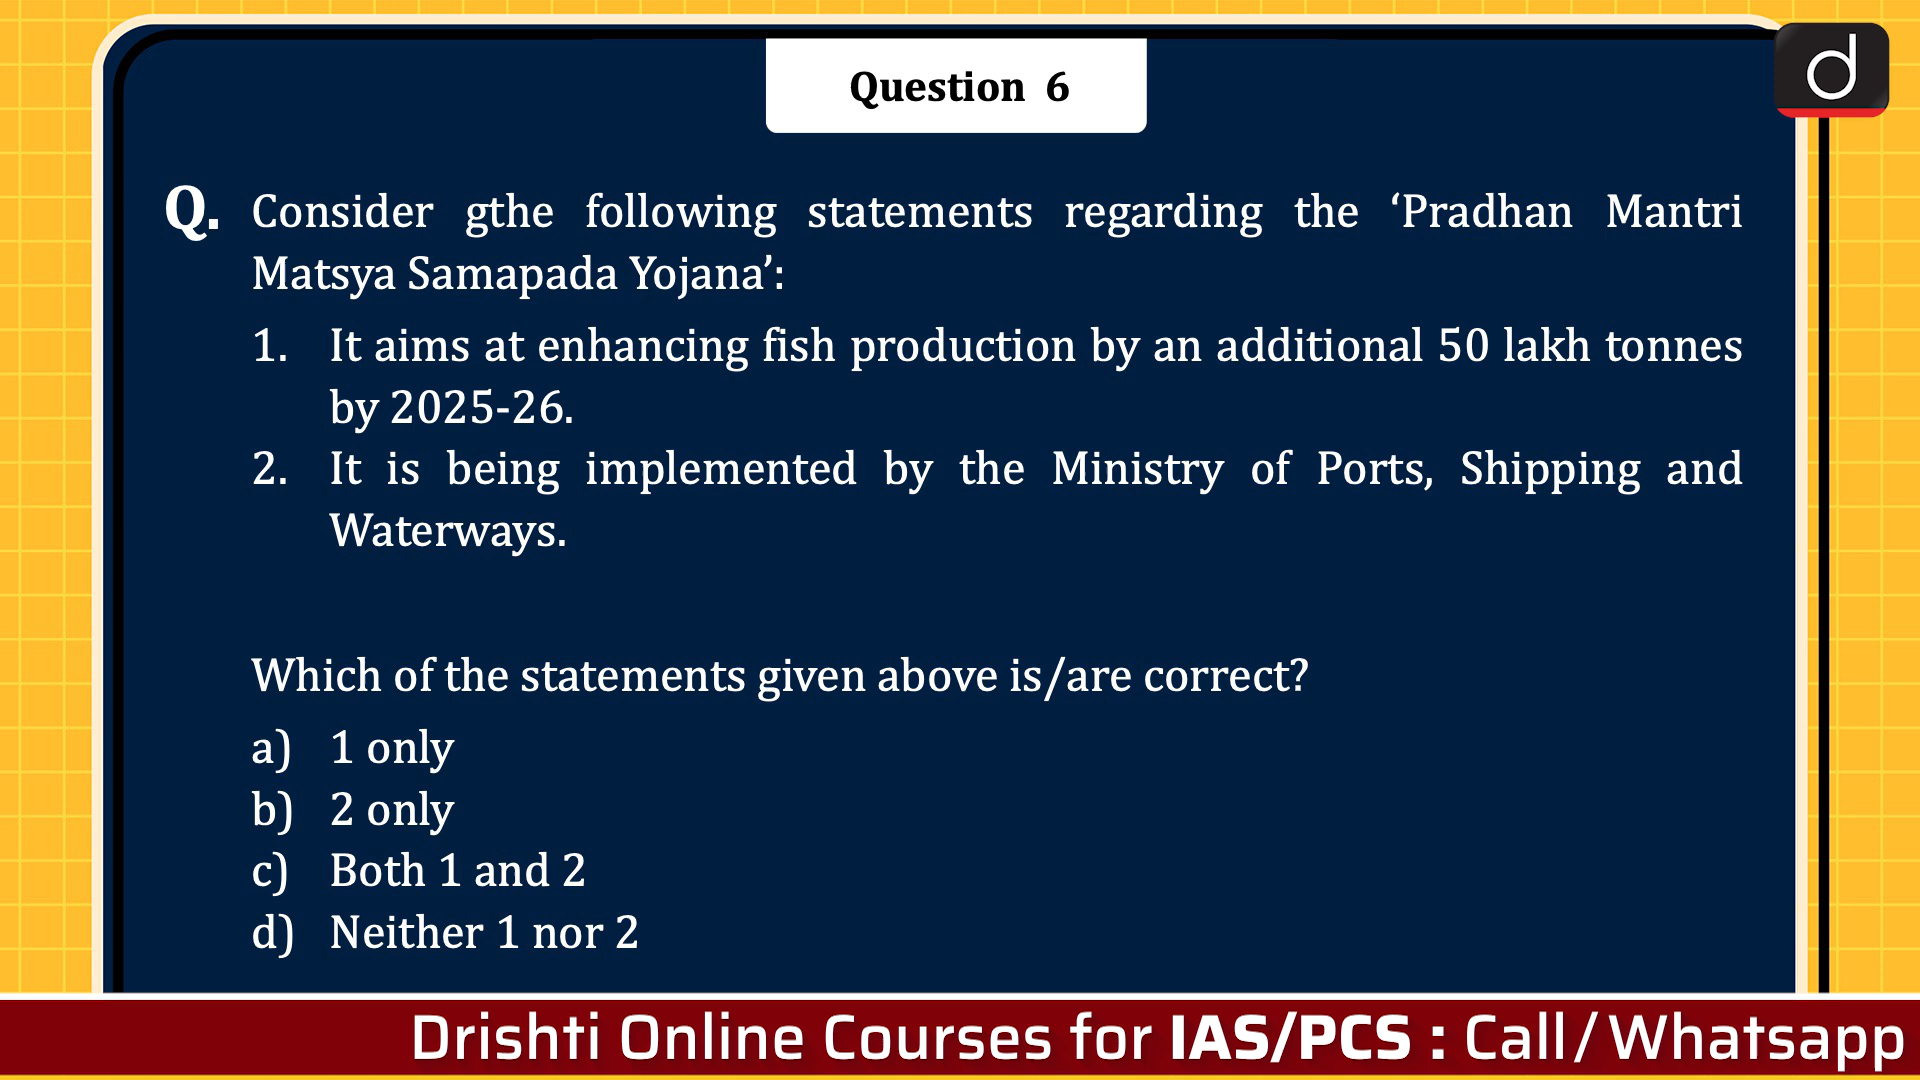 Question 6
d
Q. Consider gthe following statements regarding the ‘Pradhan Mantri
Matsya Samapada Yojana’:
1. It aims at enhancing fish production by an additional 50 lakh tonnes
by 2025-26.
2. It is being implemented by the Ministry of Ports, Shipping and
Waterways.
Which of the statements given above is/are correct?
a) 1 only
b) 2 only
c) Both 1 and 2
d) Neither 1 nor 2
Drishti Online Courses for IAS/PCS : Call/Whatsapp